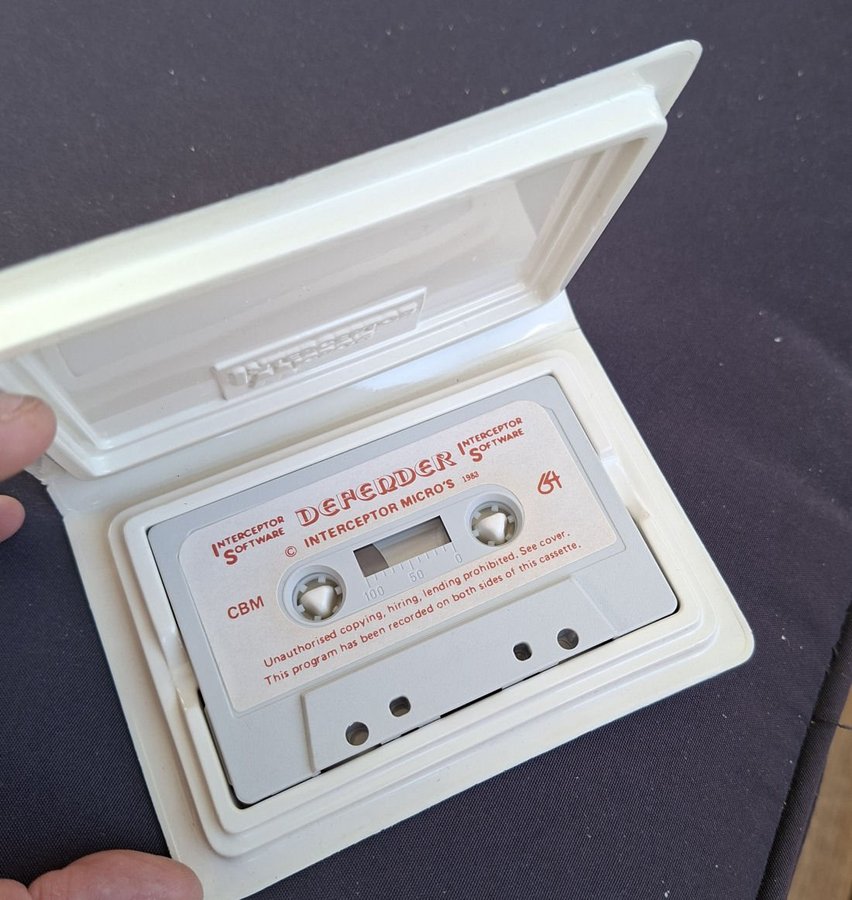 INTERCEPTOR
INTERCEPTOR SOFTWARE
DEFENDER
INTERCEPTOR SOFTWARE
© INTERCEPTOR MICRO'S 1983
64
CBM
100 50 0
Unauthorised copying, hiring, lending prohibited. See cover.
This program has been recorded on both sides of this cassette.